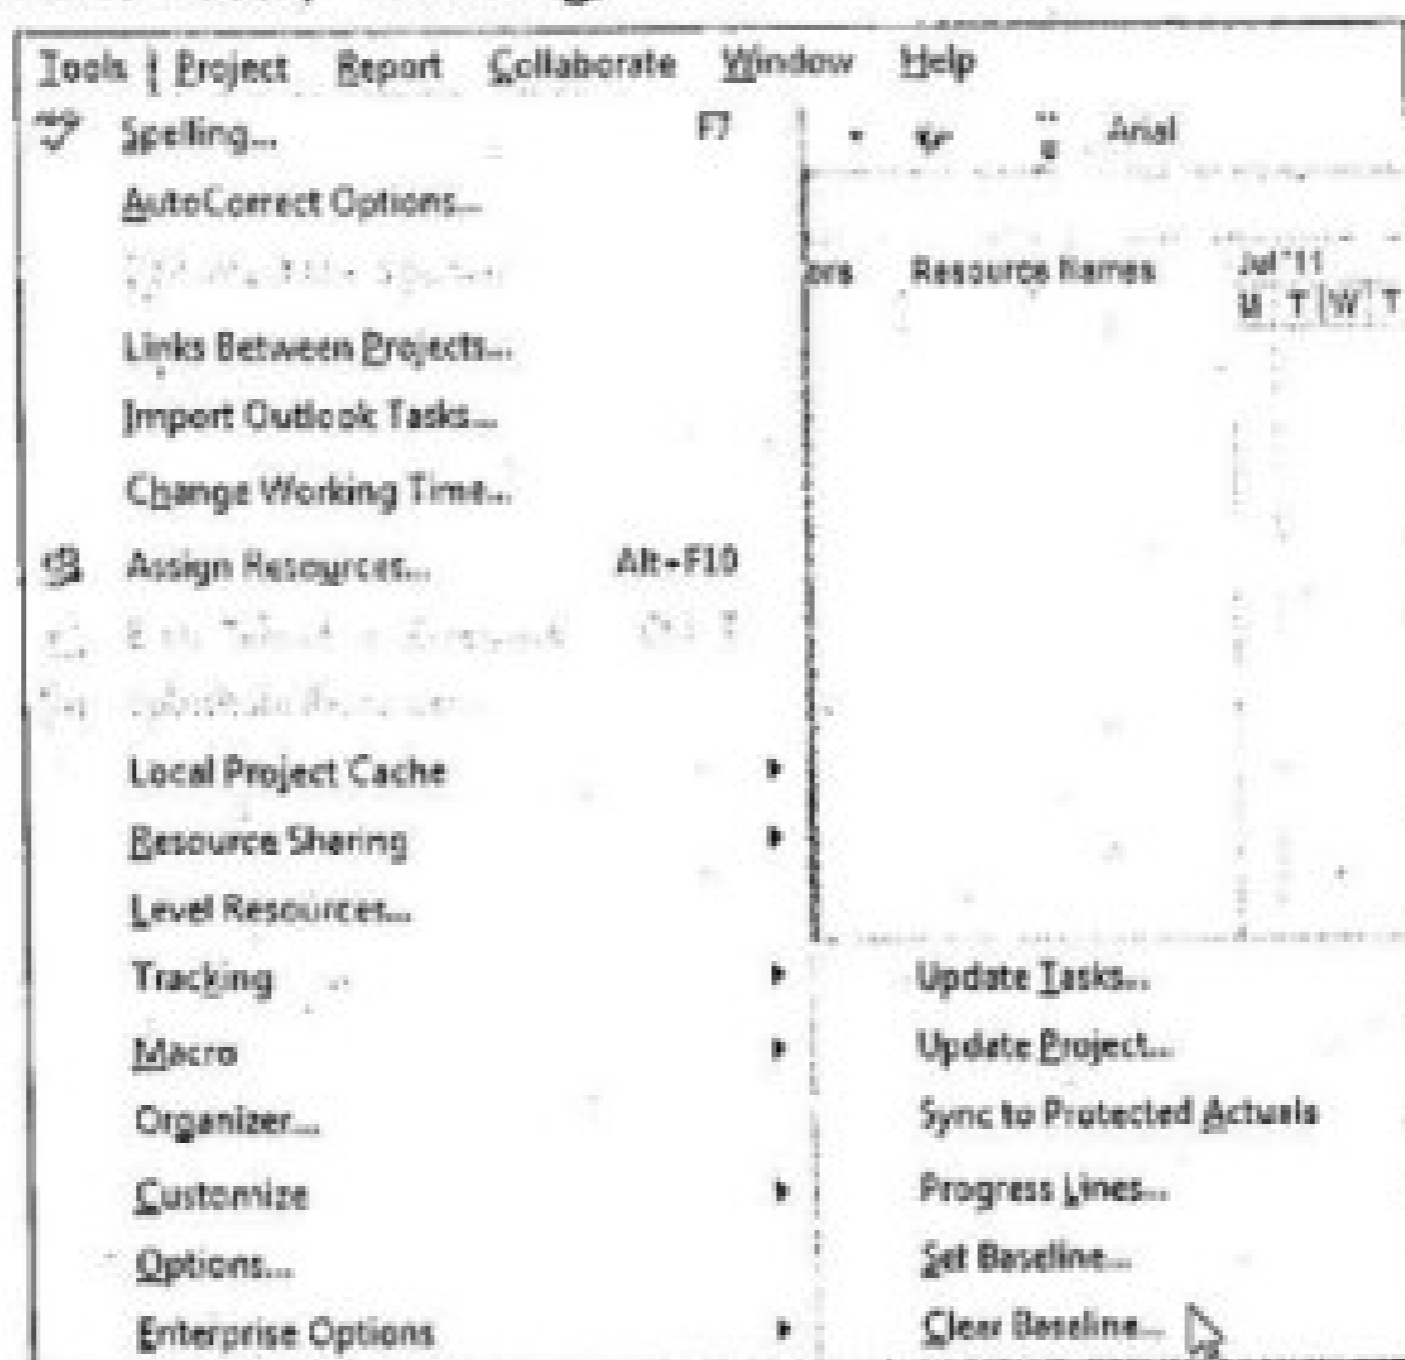 Tools Project Report Collaborate Window Help
Spelling... F7
Arial
AutoCorrect Options...
Resource Names Jul '11
M T W T
Links Between Projects...
Import Outlook Tasks...
Change Working Time...
Assign Resources... Alt+F10
Local Project Cache
Resource Sharing
Level Resources...
Tracking
Macro
Organizer...
Customize
Options...
Enterprise Options
Update Tasks...
Update Project...
Sync to Protected Actuals
Progress Lines...
Set Baseline...
Clear Baseline...